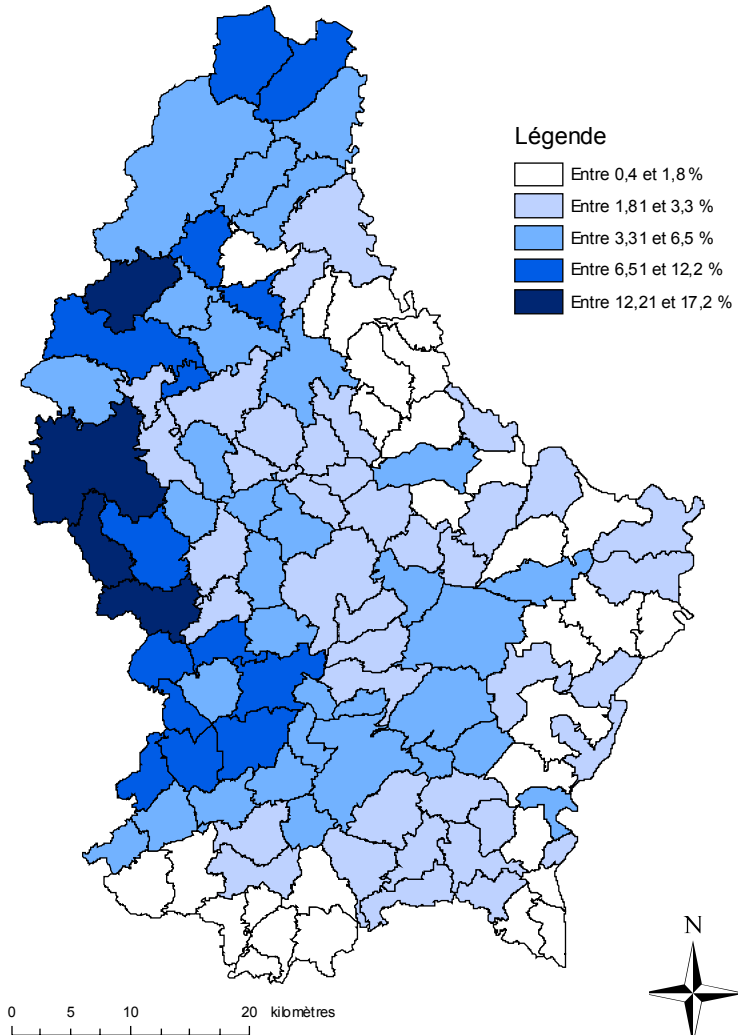 Légende
Entre 0,4 et 1,8 %
Entre 1,81 et 3,3 %
Entre 3,31 et 6,5 %
Entre 6,51 et 12,2 %
Entre 12,21 et 17,2 %
N
0 5 10 20 kilomètres